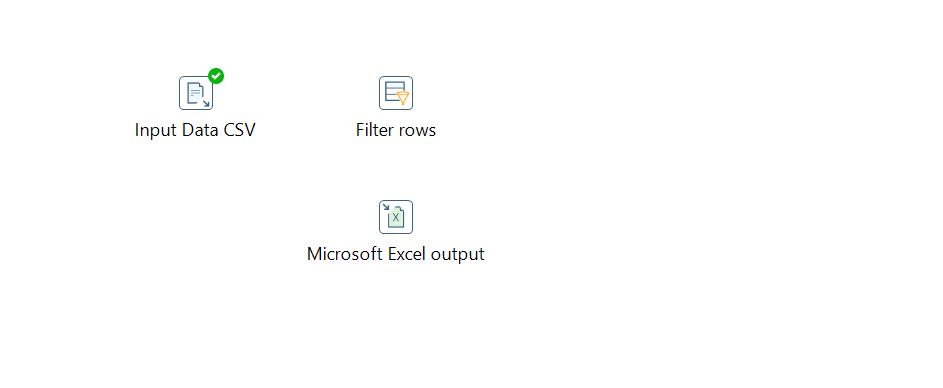 Input Data CSV
Filter rows
X
Microsoft Excel output